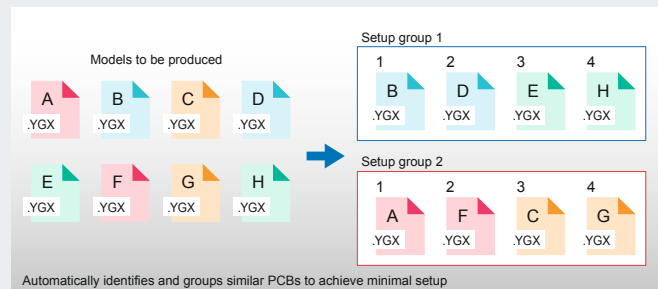 Models to be produced
A
.YGX
B
.YGX
C
.YGX
D
.YGX
E
.YGX
F
.YGX
G
.YGX
H
.YGX
Setup group 1
1 2 3 4
B
.YGX
D
.YGX
E
.YGX
H
.YGX
Setup group 2
1 2 3 4
A
.YGX
F
.YGX
C
.YGX
G
.YGX
Automatically identifies and groups similar PCBs to achieve minimal setup